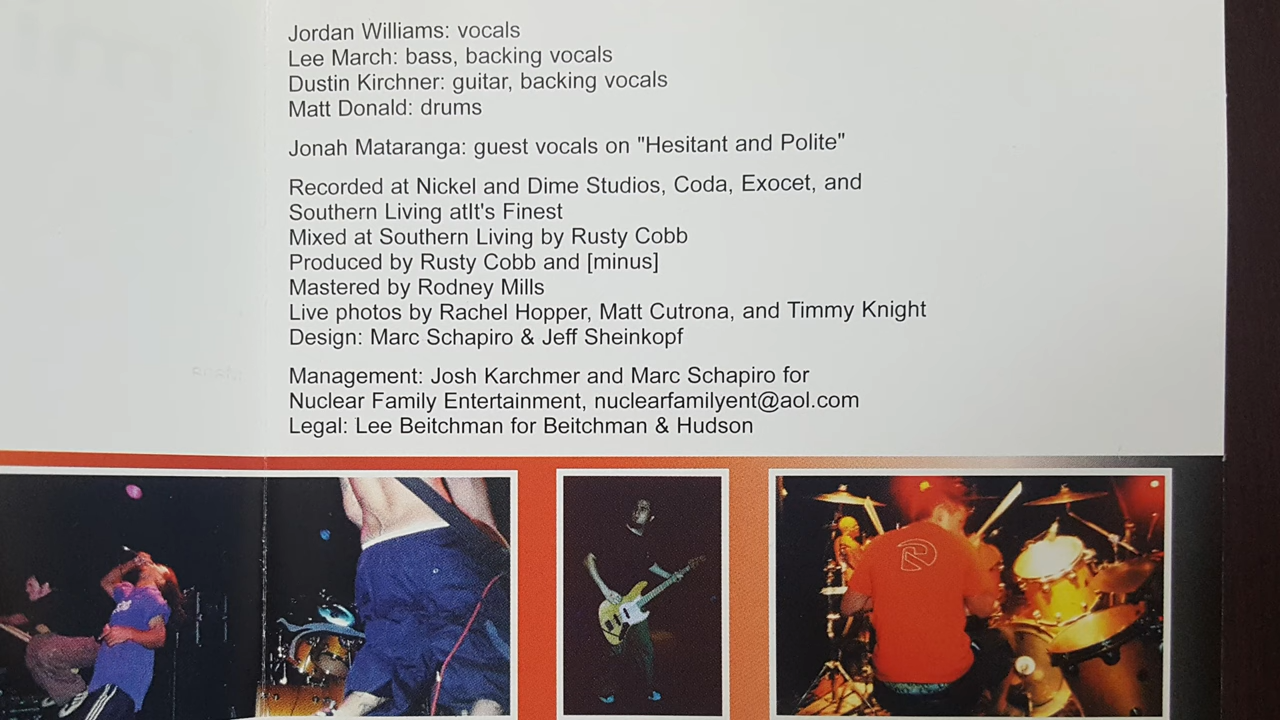 Jordan Williams: vocals
Lee March: bass, backing vocals
Dustin Kirchner: guitar, backing vocals
Matt Donald: drums
Jonah Mataranga: guest vocals on "Hesitant and Polite"
Recorded at Nickel and Dime Studios, Coda, Exocet, and
Southern Living atIt's Finest
Mixed at Southern Living by Rusty Cobb
Produced by Rusty Cobb and [minus]
Mastered by Rodney Mills
Live photos by Rachel Hopper, Matt Cutrona, and Timmy Knight
Design: Marc Schapiro & Jeff Sheinkopf
Management: Josh Karchmer and Marc Schapiro for
Nuclear Family Entertainment, nuclearfamilyent@aol.com
Legal: Lee Beitchman for Beitchman & Hudson